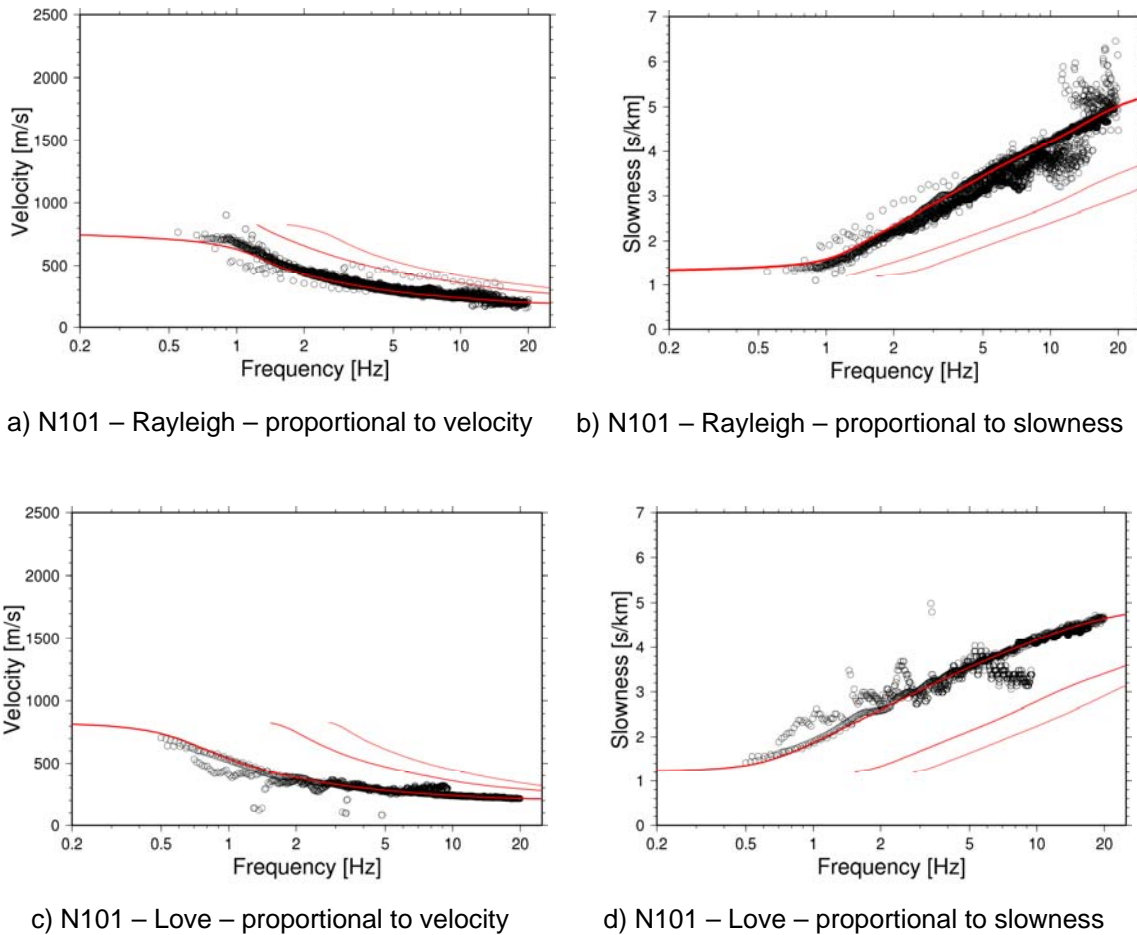 2500
2000
1500
1000
500
0
Velocity [m/s]
0.2 0.5 1 2 5 10 20
Frequency [Hz]
7
6
5
4
3
2
1
0
Slowness [s/km]
0.2 0.5 1 2 5 10 20
Frequency [Hz]
a) N101 – Rayleigh – proportional to velocity
b) N101 – Rayleigh – proportional to slowness
2500
2000
1500
1000
500
0
Velocity [m/s]
0.2 0.5 1 2 5 10 20
Frequency [Hz]
7
6
5
4
3
2
1
0
Slowness [s/km]
0.2 0.5 1 2 5 10 20
Frequency [Hz]
c) N101 – Love – proportional to velocity
d) N101 – Love – proportional to slowness